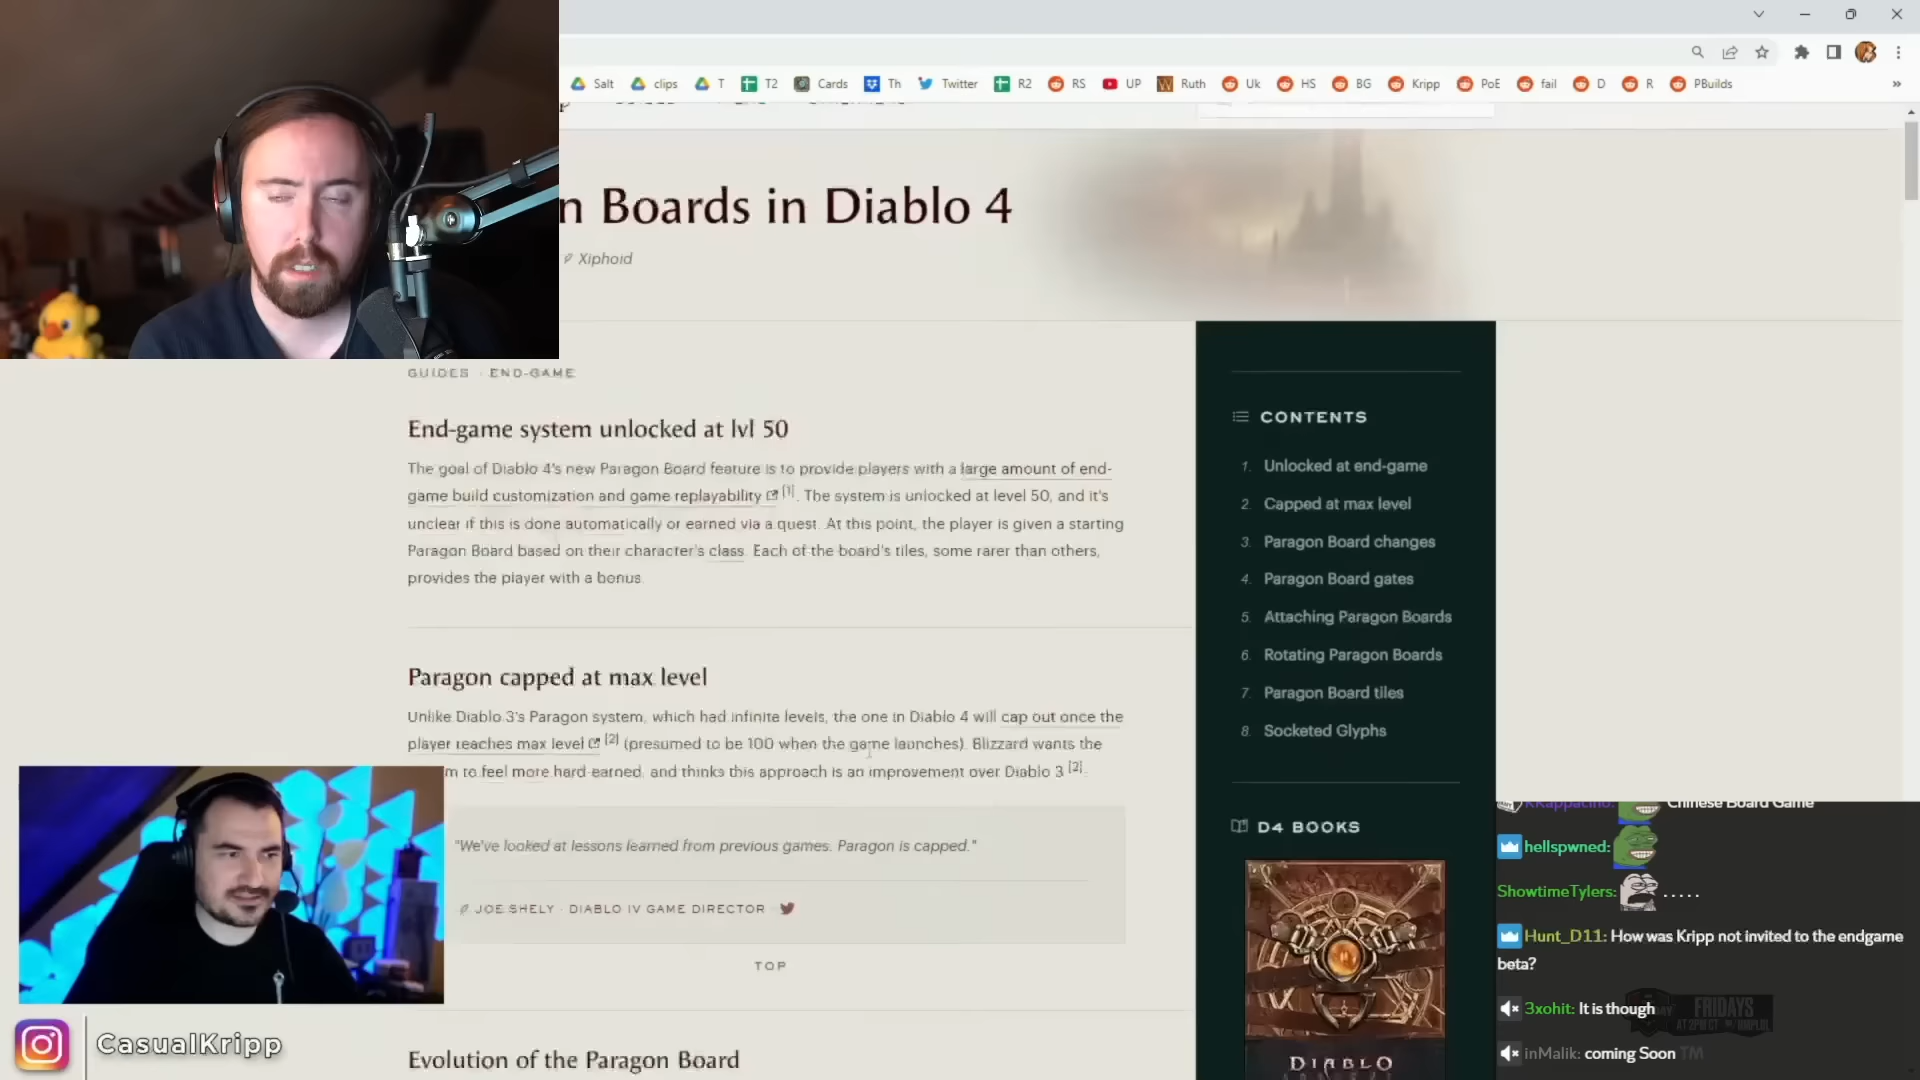 Salt clips T T2 Cards Th Twitter R2 RS UP Ruth Uk HS BG Kripp PoE fail D R PBuilds »
n Boards in Diablo 4
Xiphoid
GUIDES · END-GAME
End-game system unlocked at lvl 50
The goal of Diablo 4's new Paragon Board feature is to provide players with a large amount of end-
game build customization and game replayability [1]. The system is unlocked at level 50, and it's
unclear if this is done automatically or earned via a quest. At this point, the player is given a starting
Paragon Board based on their character's class. Each of the board's tiles, some rarer than others,
provides the player with a bonus.
Paragon capped at max level
Unlike Diablo 3's Paragon system, which had infinite levels, the one in Diablo 4 will cap out once the
player reaches max level [2] (presumed to be 100 when the game launches). Blizzard wants the
m to feel more hard-earned, and thinks this approach is an improvement over Diablo 3 [2].
"We've looked at lessons learned from previous games. Paragon is capped."
JOE SHELY · DIABLO IV GAME DIRECTOR ·
TOP
Evolution of the Paragon Board
CONTENTS
1. Unlocked at end-game
2. Capped at max level
3. Paragon Board changes
4. Paragon Board gates
5. Attaching Paragon Boards
6. Rotating Paragon Boards
7. Paragon Board tiles
8. Socketed Glyphs
D4 BOOKS
DIABLO
KKappacino: Chinese Board Game
hellspwned:
ShowtimeTylers: . . . . .
Hunt_D11: How was Kripp not invited to the endgame
beta?
3xohit: It is though
inMalik: coming Soon TM
FRIDAYS
CasualKripp